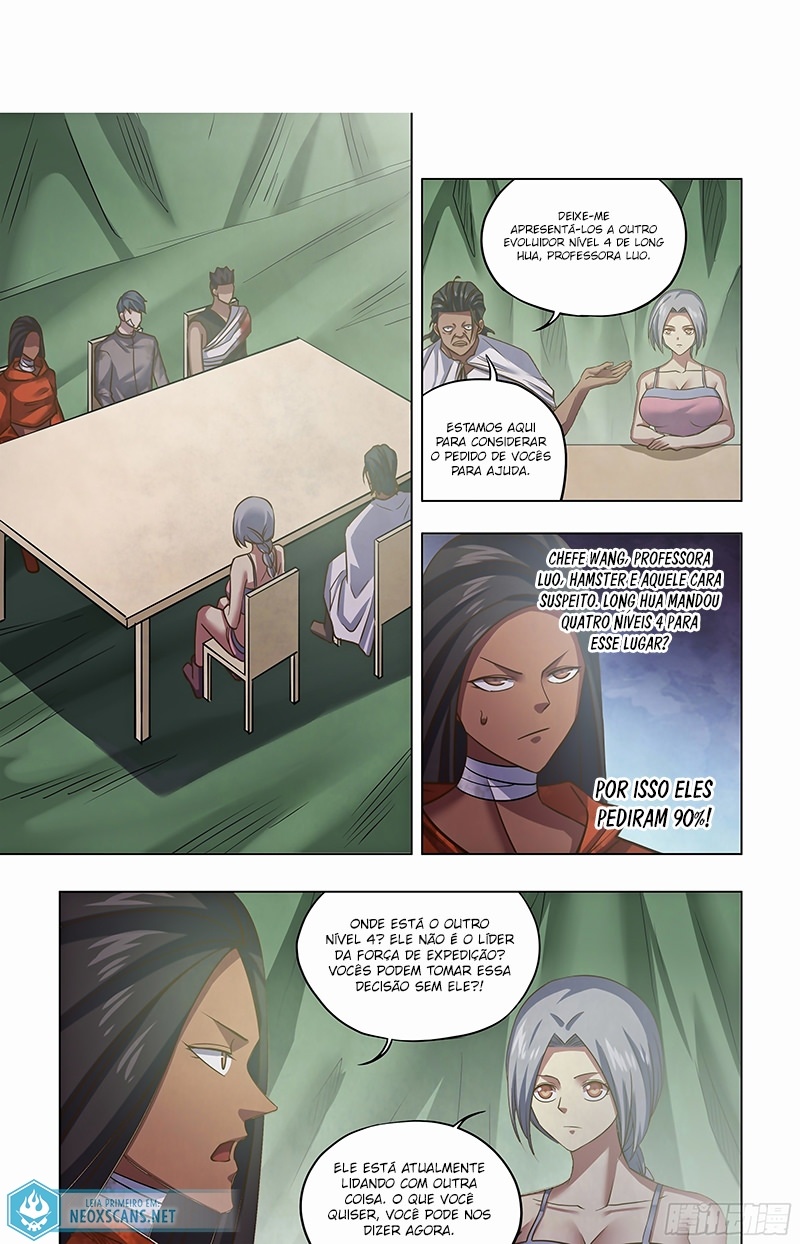 DEIXE-ME
APRESENTÁ-LOS A OUTRO
EVOLUIDOR NÍVEL 4 DE LONG
HUA, PROFESSORA LUO.
ESTAMOS AQUI
PARA CONSIDERAR
O PEDIDO DE VOCÊS
PARA AJUDA.
CHEFE WANG, PROFESSORA
LUO, HAMSTER E AQUELE CARA
SUSPEITO. LONG HUA MANDOU
QUATRO NÍVEIS 4 PARA
ESSE LUGAR?
POR ISSO ELES
PEDIRAM 90%!
ONDE ESTÁ O OUTRO
NÍVEL 4? ELE NÃO É O LÍDER
DA FORÇA DE EXPEDIÇÃO?
VOCÊS PODEM TOMAR ESSA
DECISÃO SEM ELE?!
ELE ESTÁ ATUALMENTE
LIDANDO COM OUTRA
COISA. O QUE VOCÊ
QUISER, VOCÊ PODE NOS
DIZER AGORA.
LEIA PRIMEIRO EM:
NEOXSCANS.NET
腾讯动漫